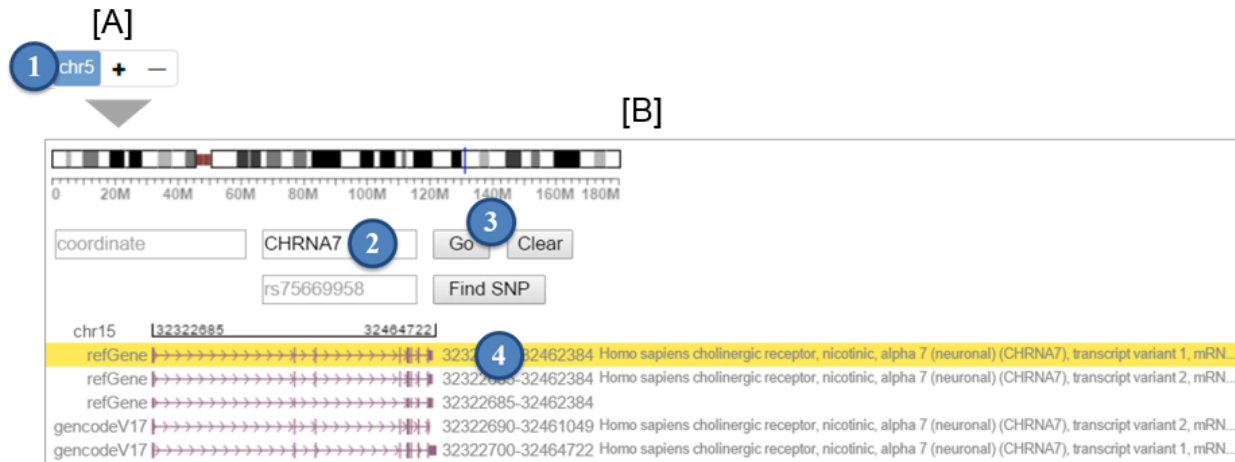 [A]
1 chr5 + —
[B]
0 20M 40M 60M 80M 100M 120M 140M 160M 180M
3
coordinate CHRNA7 2 Go Clear
rs75669958 Find SNP
chr15 32322685 32464722
refGene 4 32462384 Homo sapiens cholinergic receptor, nicotinic, alpha 7 (neuronal) (CHRNA7), transcript variant 1, mRN...
refGene 32322685-32462384 Homo sapiens cholinergic receptor, nicotinic, alpha 7 (neuronal) (CHRNA7), transcript variant 2, mRN...
refGene 32322685-32462384
gencodeV17 32322690-32461049 Homo sapiens cholinergic receptor, nicotinic, alpha 7 (neuronal) (CHRNA7), transcript variant 2, mRN...
gencodeV17 32322700-32464722 Homo sapiens cholinergic receptor, nicotinic, alpha 7 (neuronal) (CHRNA7), transcript variant 1, mRN...